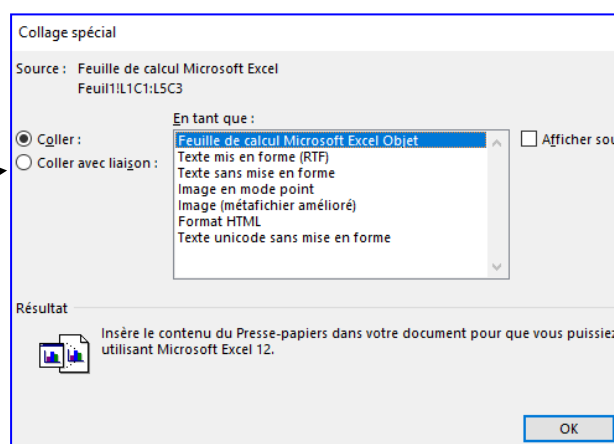 Collage spécial
Source : Feuille de calcul Microsoft Excel
Feuil1!L1C1:L5C3
En tant que :
Coller :
Coller avec liaison :
Feuille de calcul Microsoft Excel Objet
Texte mis en forme (RTF)
Texte sans mise en forme
Image en mode point
Image (métafichier amélioré)
Format HTML
Texte unicode sans mise en forme
Afficher sou
Résultat
Insère le contenu du Presse-papiers dans votre document pour que vous puissiez
utilisant Microsoft Excel 12.
OK